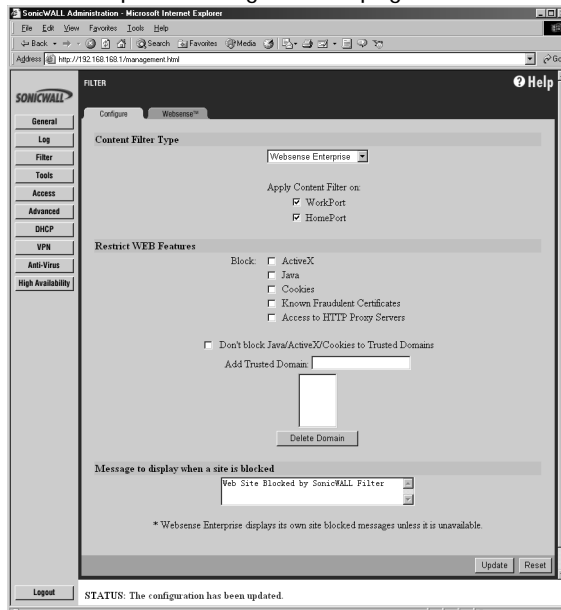 SonicWALL Administration - Microsoft Internet Explorer
File Edit View Favorites Tools Help
Back Search Favorites Media
Address http://192.168.168.1/management.html
SONICWALL
FILTER
Help
Configure Websense™
General
Log
Filter
Tools
Access
Advanced
DHCP
VPN
Anti-Virus
High Availability
Content Filter Type
Websense Enterprise
Apply Content Filter on:
WorkPort
HomePort
Restrict WEB Features
Block: ActiveX
Java
Cookies
Known Fraudulent Certificates
Access to HTTP Proxy Servers
Don't block Java/ActiveX/Cookies to Trusted Domains
Add Trusted Domain:
Delete Domain
Message to display when a site is blocked
Web Site Blocked by SonicWALL Filter
* Websense Enterprise displays its own site blocked messages unless it is unavailable.
Update Reset
Logout
STATUS: The configuration has been updated.